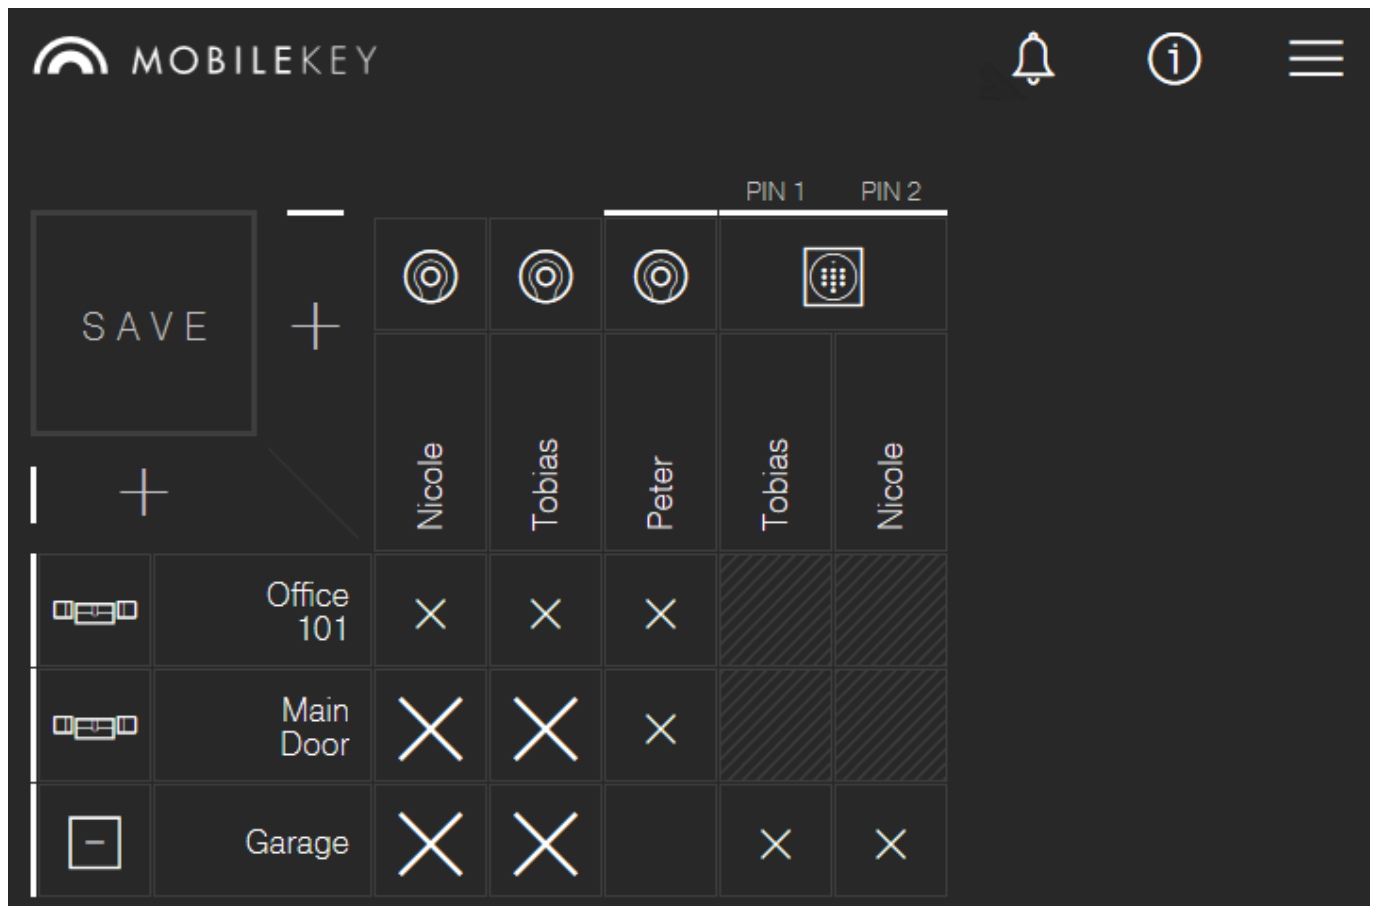 MOBILEKEY
PIN 1 PIN 2
SAVE
Nicole
Tobias
Peter
Tobias
Nicole
Office
101
Main
Door
Garage